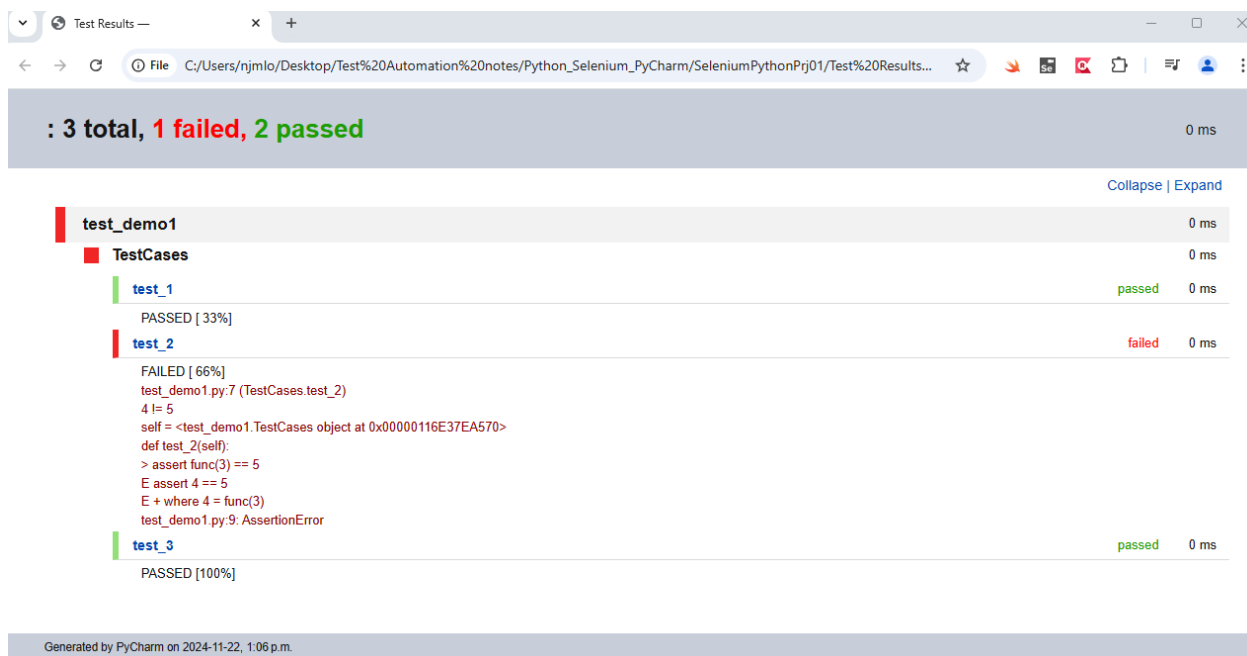 Test Results —
File C:/Users/njmlo/Desktop/Test%20Automation%20notes/Python_Selenium_PyCharm/SeleniumPythonPrj01/Test%20Results...
Se
: 3 total, 1 failed, 2 passed 0 ms
Collapse | Expand
test_demo1 0 ms
TestCases 0 ms
test_1 passed 0 ms
PASSED [ 33%]
test_2 failed 0 ms
FAILED [ 66%]
test_demo1.py:7 (TestCases.test_2)
4 != 5
self = <test_demo1.TestCases object at 0x00000116E37EA570>
def test_2(self):
> assert func(3) == 5
E assert 4 == 5
E + where 4 = func(3)
test_demo1.py:9: AssertionError
test_3 passed 0 ms
PASSED [100%]
Generated by PyCharm on 2024-11-22, 1:06 p.m.